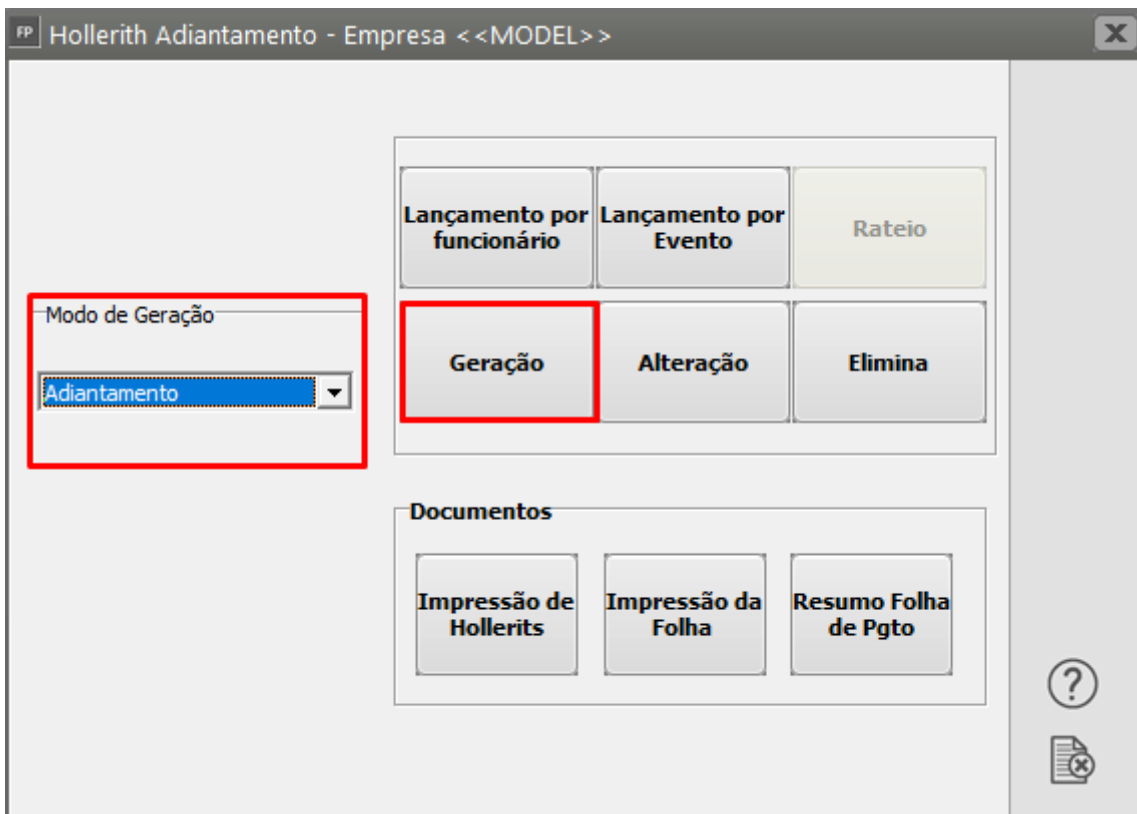 FP Hollerith Adiantamento - Empresa <<MODEL>>
Lançamento por
funcionário
Lançamento por
Evento
Rateio
Modo de Geração
Adiantamento
Geração
Alteração
Elimina
Documentos
Impressão de
Hollerits
Impressão da
Folha
Resumo Folha
de Pgto
?